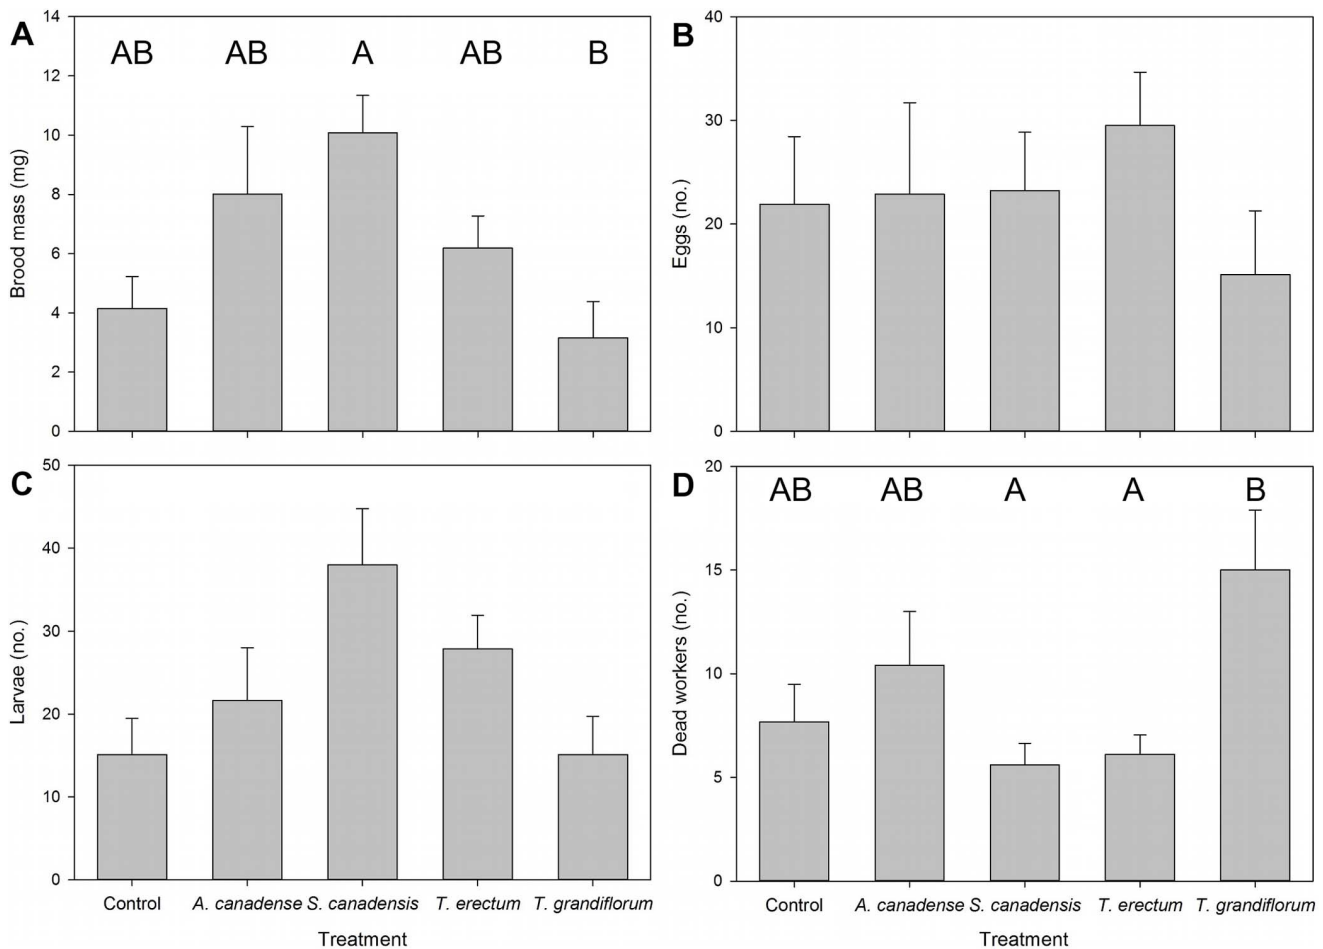 A
AB AB A AB B
14
12
10
8
6
4
2
0
Brood mass (mg)
B
40
30
20
10
0
Eggs (no.)
C
50
40
30
20
10
0
Larvae (no.)
Control A. canadense S. canadensis T. erectum T. grandiflorum
Treatment
D
AB AB A A B
20
15
10
5
0
Dead workers (no.)
Control A. canadense S. canadensis T. erectum T. grandiflorum
Treatment